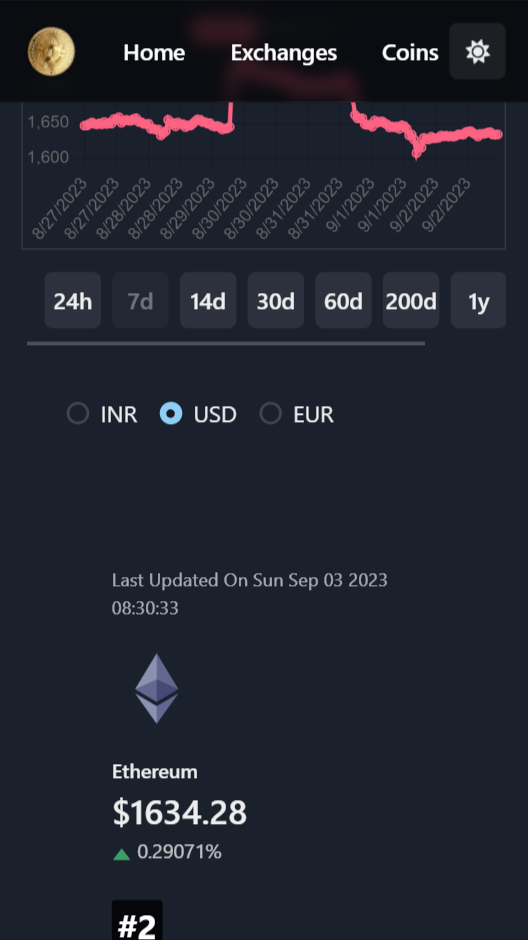 Home Exchanges Coins
1,650
1,600
8/27/2023 8/27/2023 8/28/2023 8/28/2023 8/29/2023 8/30/2023 8/30/2023 8/31/2023 8/31/2023 9/1/2023 9/1/2023 9/2/2023 9/2/2023
24h 7d 14d 30d 60d 200d 1y
INR USD EUR
Last Updated On Sun Sep 03 2023
08:30:33
Ethereum
$1634.28
0.29071%
#2